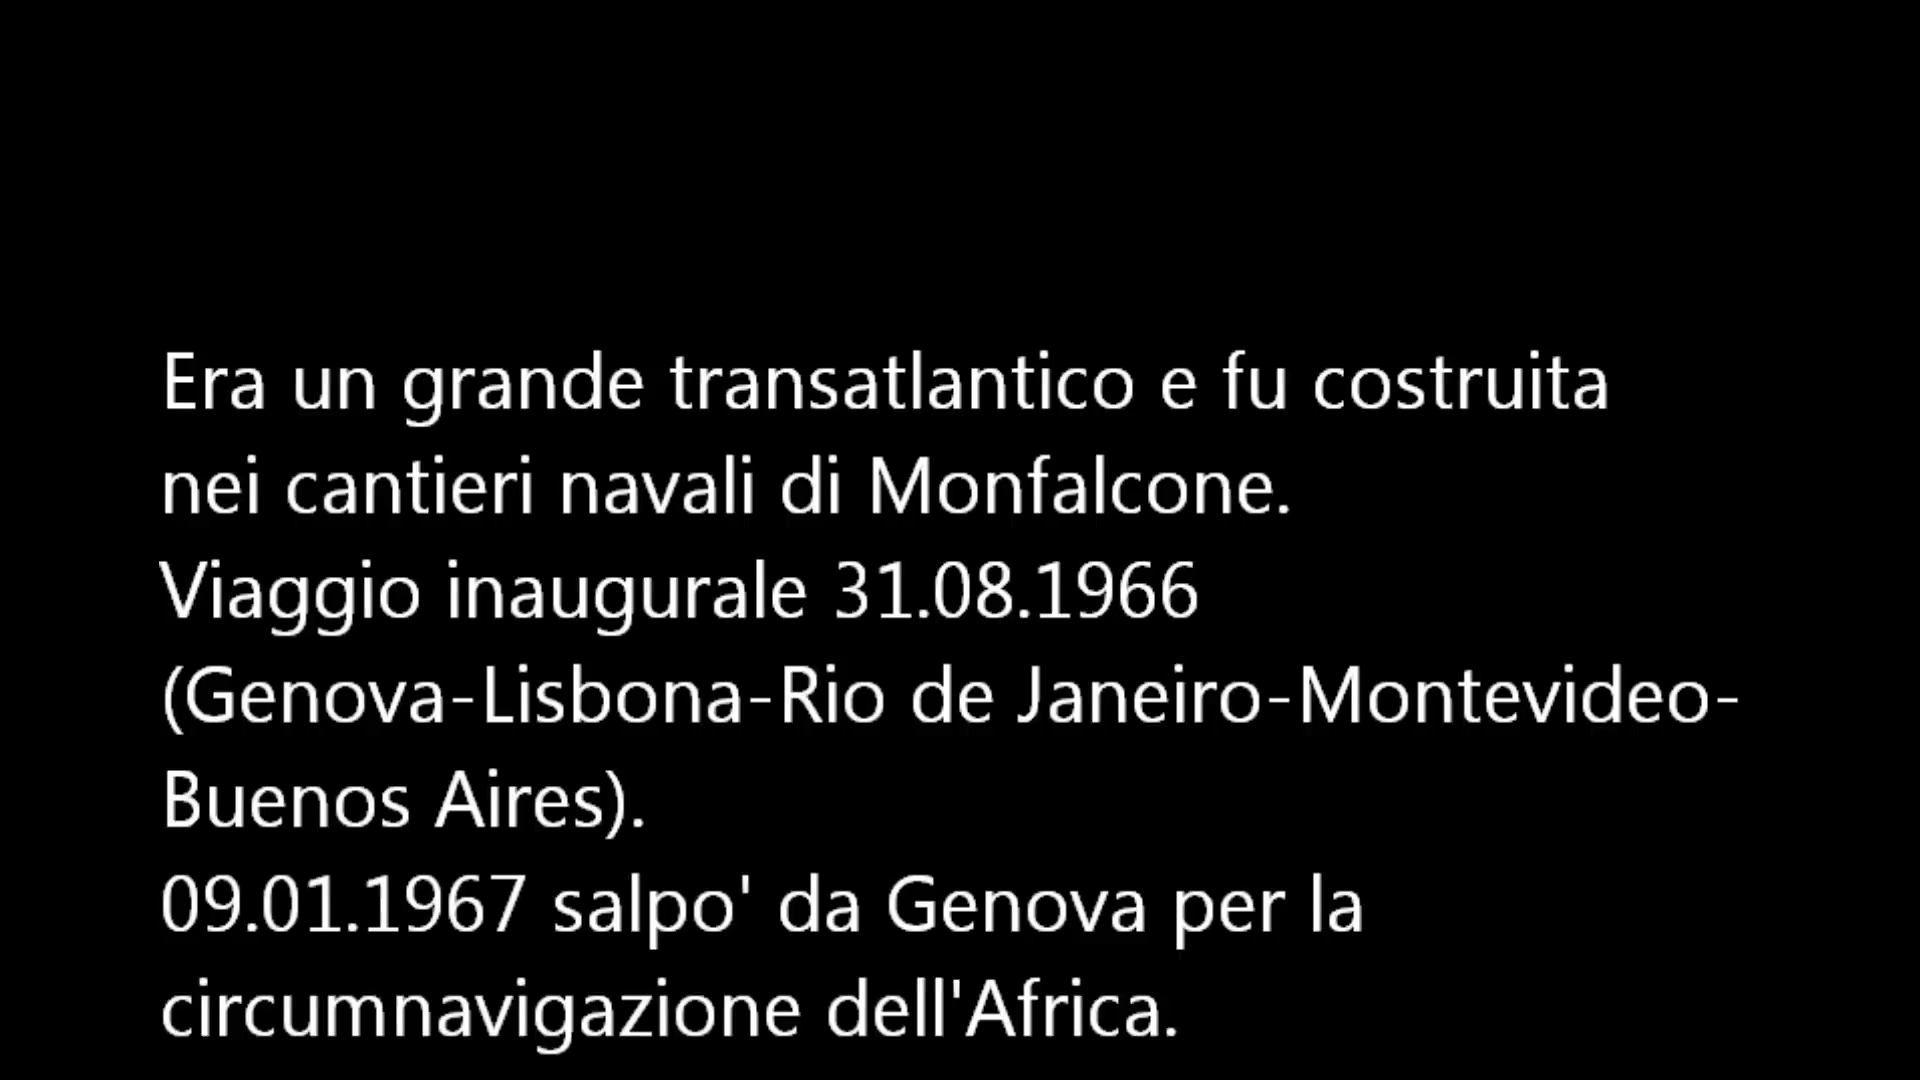 Era un grande transatlantico e fu costruita
nei cantieri navali di Monfalcone.
Viaggio inaugurale 31.08.1966
(Genova-Lisbona-Rio de Janeiro-Montevideo-
Buenos Aires).
09.01.1967 salpo' da Genova per la
circumnavigazione dell'Africa.